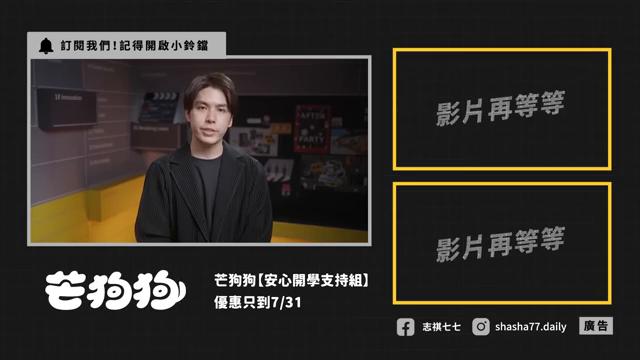 訂閱我們！記得開啟小鈴鐺
AFTER
PARTY
影片再等等
影片再等等
芒狗狗
芒狗狗【安心開學支持組】
優惠只到7/31
志祺七七
shasha77.daily
廣告